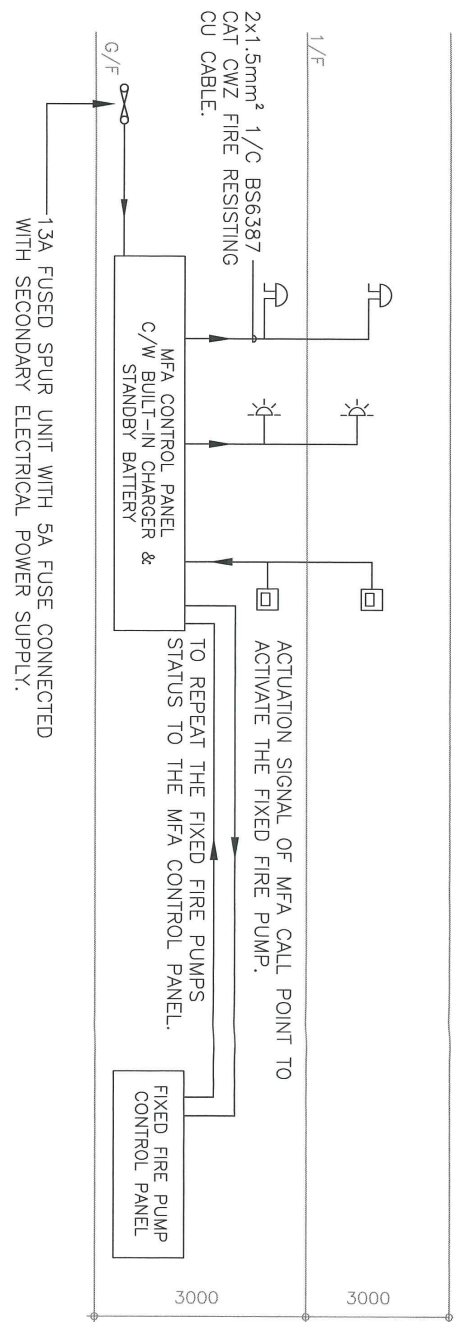 1/F
G/F
2x1.5mm² 1/C BS6387
CAT CWZ FIRE RESISTING
CU CABLE.
MFA CONTROL PANEL
C/W BUILT-IN CHARGER &
STANDBY BATTERY
13A FUSED SPUR UNIT WITH 5A FUSE CONNECTED
WITH SECONDARY ELECTRICAL POWER SUPPLY.
ACTUATION SIGNAL OF MFA CALL POINT TO
ACTIVATE THE FIXED FIRE PUMP.
TO REPEAT THE FIXED FIRE PUMPS
STATUS TO THE MFA CONTROL PANEL.
FIXED FIRE PUMP
CONTROL PANEL
3000
3000